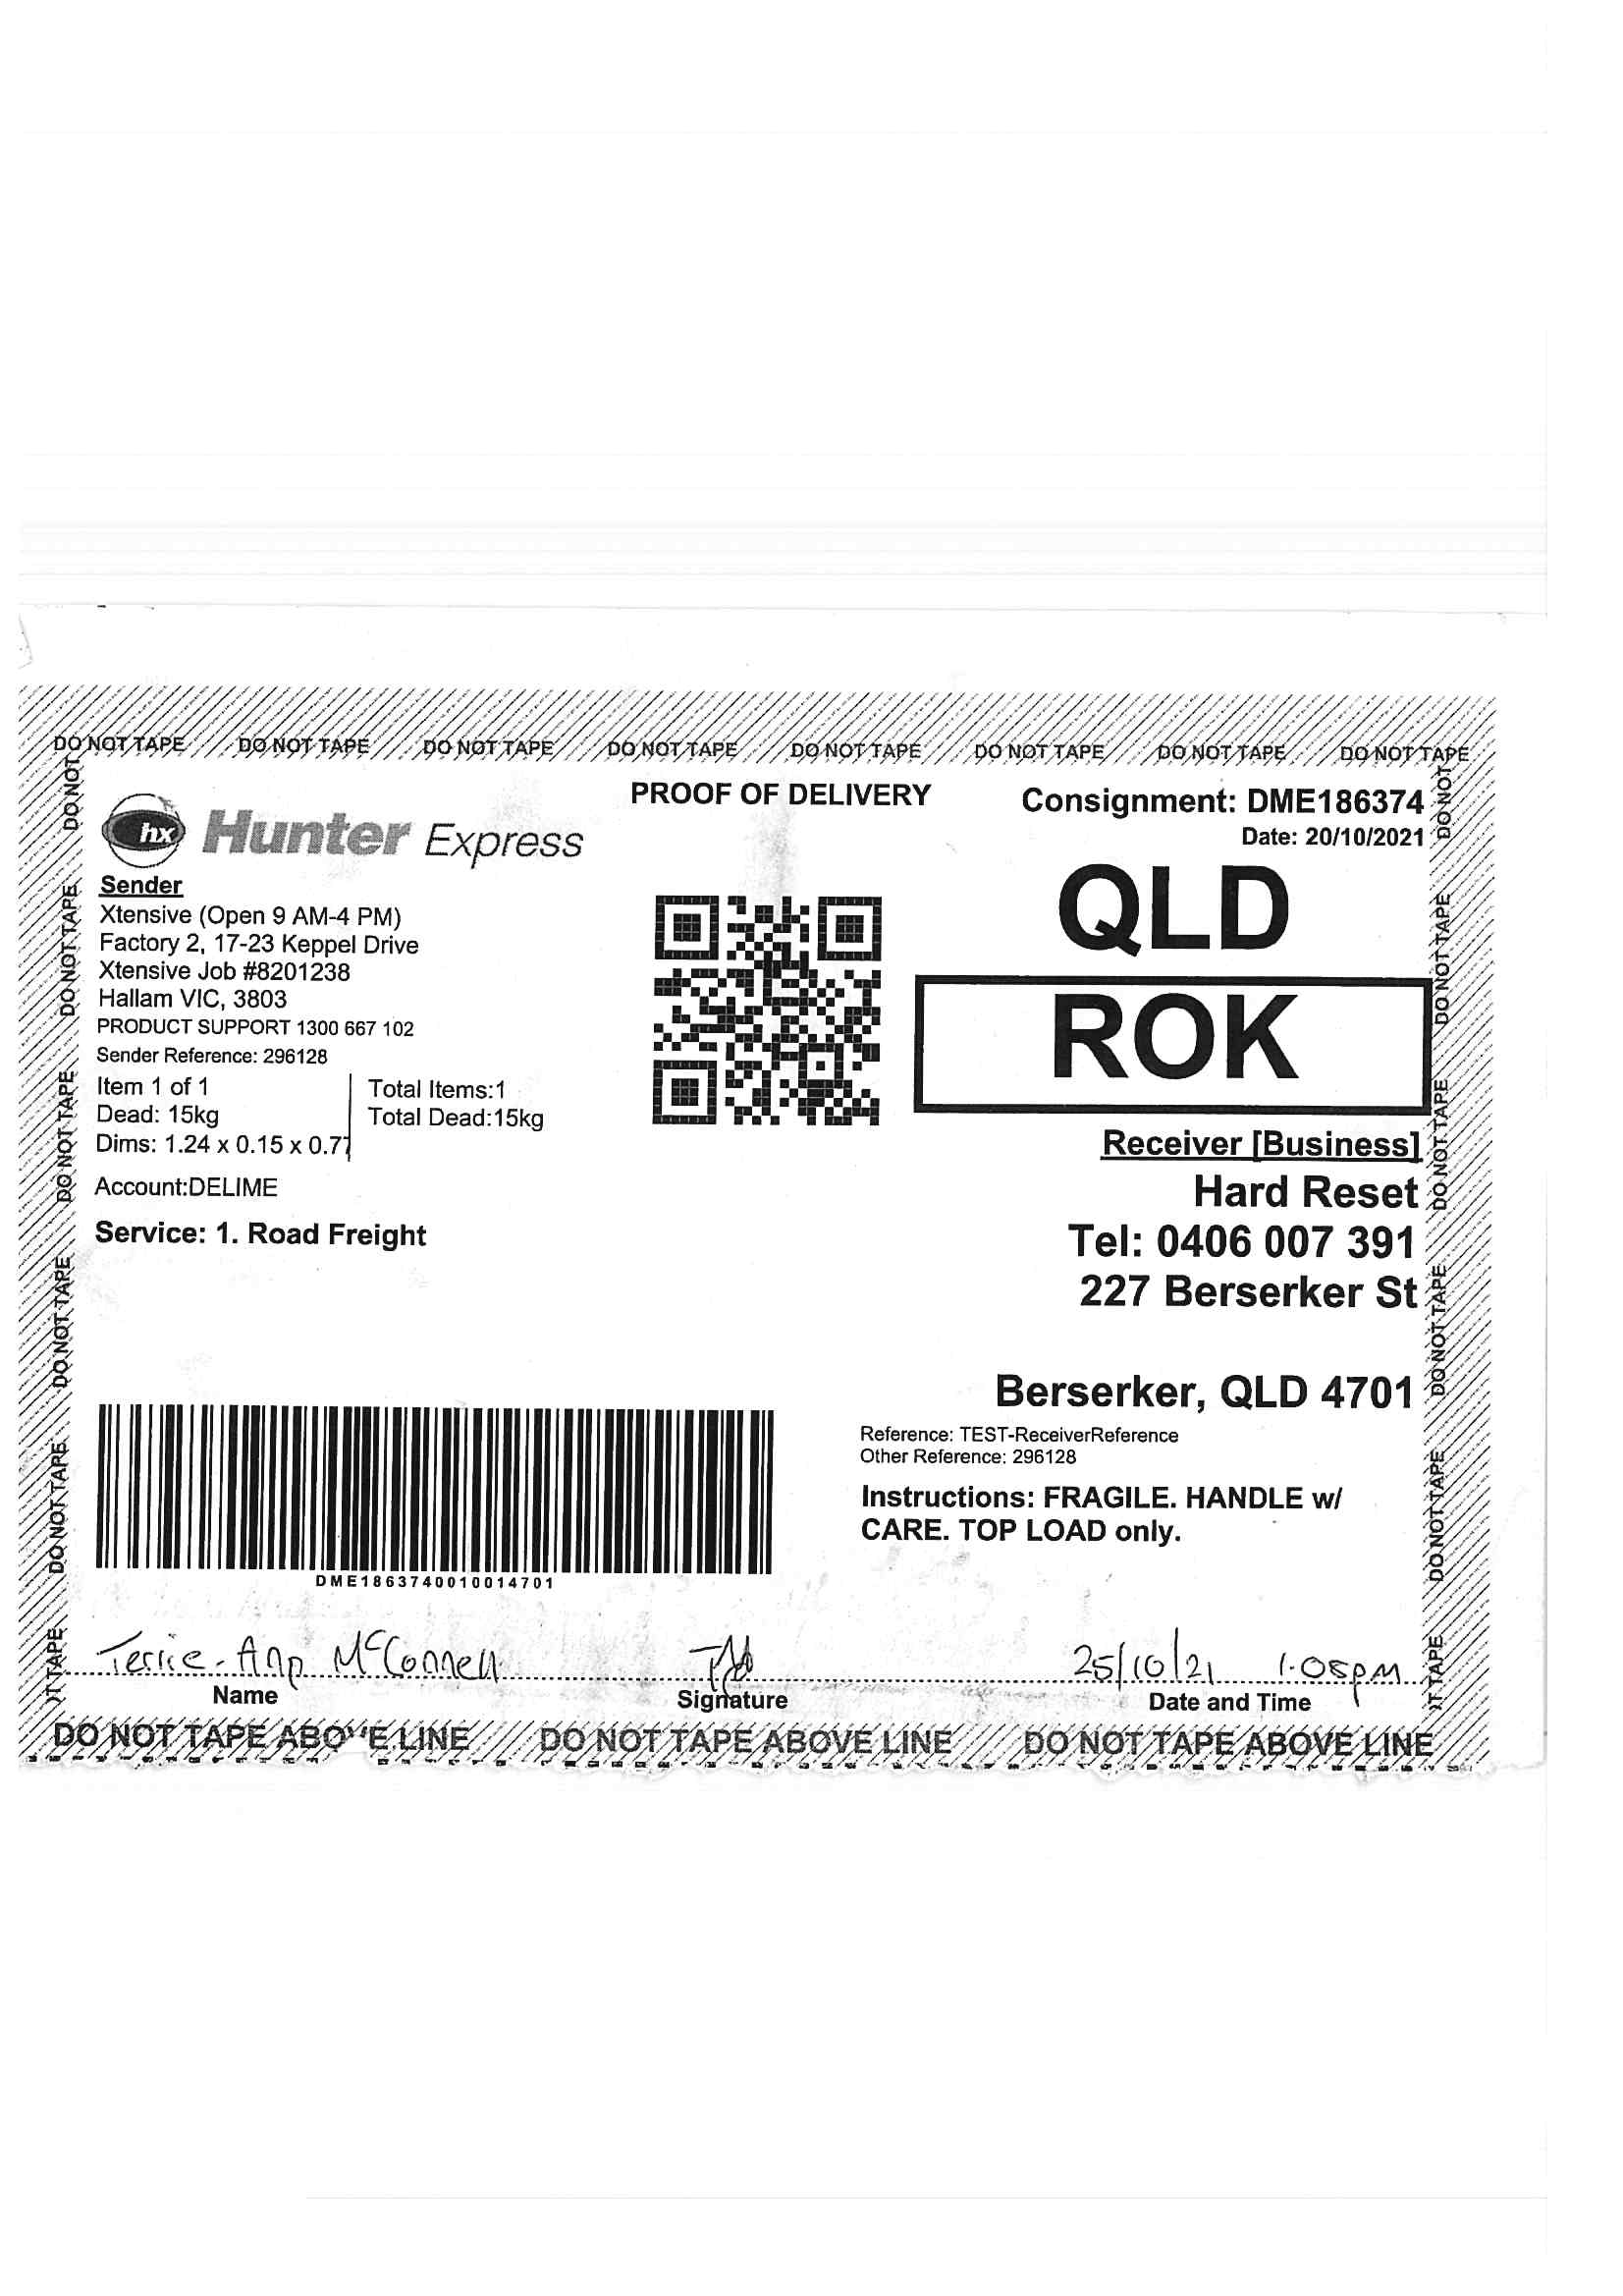 DO NOT TAPE DO NOT TAPE DO NOT TAPE DO NOT TAPE DO NOT TAPE DO NOT TAPE DO NOT TAPE DO NOT TAPE
PROOF OF DELIVERY
Consignment: DME186374
Date: 20/10/2021
hx Hunter Express
QLD
ROK
Sender
Xtensive (Open 9 AM-4 PM)
Factory 2, 17-23 Keppel Drive
Xtensive Job #8201238
Hallam VIC, 3803
PRODUCT SUPPORT 1300 667 102
Sender Reference: 296128
Item 1 of 1
Dead: 15kg
Dims: 1.24 x 0.15 x 0.77
Total Items:1
Total Dead:15kg
Account:DELIME
Service: 1. Road Freight
Receiver [Business]
Hard Reset
Tel: 0406 007 391
227 Berserker St
Berserker, QLD 4701
Reference: TEST-ReceiverReference
Other Reference: 296128
Instructions: FRAGILE. HANDLE w/
CARE. TOP LOAD only.
DME1863740010014701
Terrie-Ann McConnell
25/10/21 1.05pm
Name
Signature
Date and Time
DO NOT TAPE ABOVE LINE DO NOT TAPE ABOVE LINE DO NOT TAPE ABOVE LINE
DO NOT
DO NOT TAPE
DO NOT TAPE
DO NOT TAPE
DO NOT TAPE
IT TAPE
DO NOT
DO NOT TAPE
DO NOT TAPE
DO NOT TAPE
DO NOT TAPE
IT TAPE